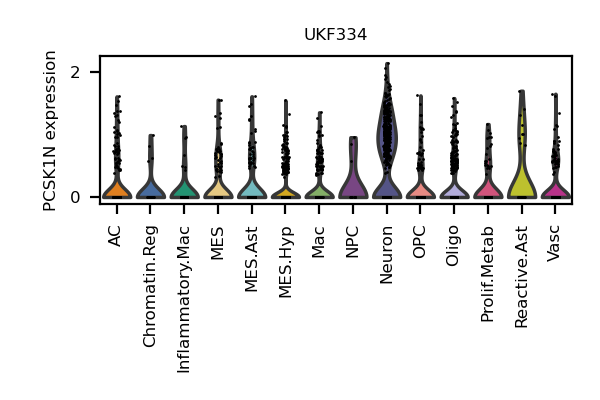 UKF334
PCSK1N expression
2
0
AC
Chromatin.Reg
Inflammatory.Mac
MES
MES.Ast
MES.Hyp
Mac
NPC
Neuron
OPC
Oligo
Prolif.Metab
Reactive.Ast
Vasc